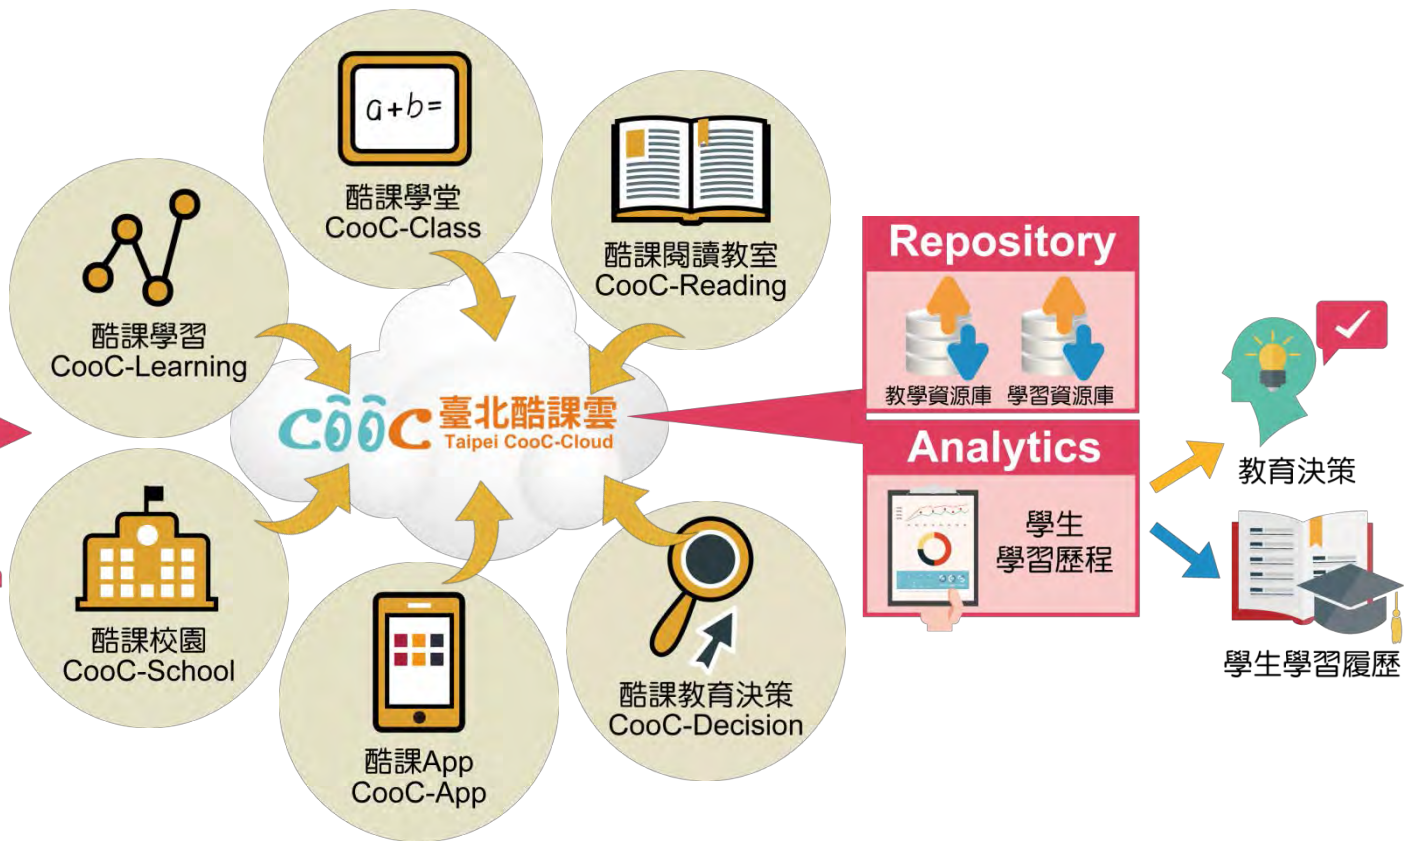 a+b=
酷課學堂
CooC-Class
酷課閱讀教室
CooC-Reading
酷課學習
CooC-Learning
CooC 臺北酷課雲
Taipei CooC-Cloud
酷課校園
CooC-School
酷課App
CooC-App
酷課教育決策
CooC-Decision
Repository
教學資源庫 學習資源庫
Analytics
學生
學習歷程
教育決策
學生學習履歷